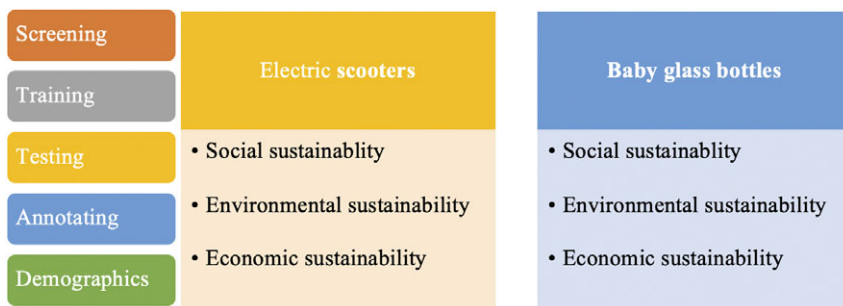 Screening
Training
Testing
Annotating
Demographics
Electric scooters
• Social sustainablity
• Environmental sustainability
• Economic sustainability
Baby glass bottles
• Social sustainability
• Environmental sustainability
• Economic sustainability